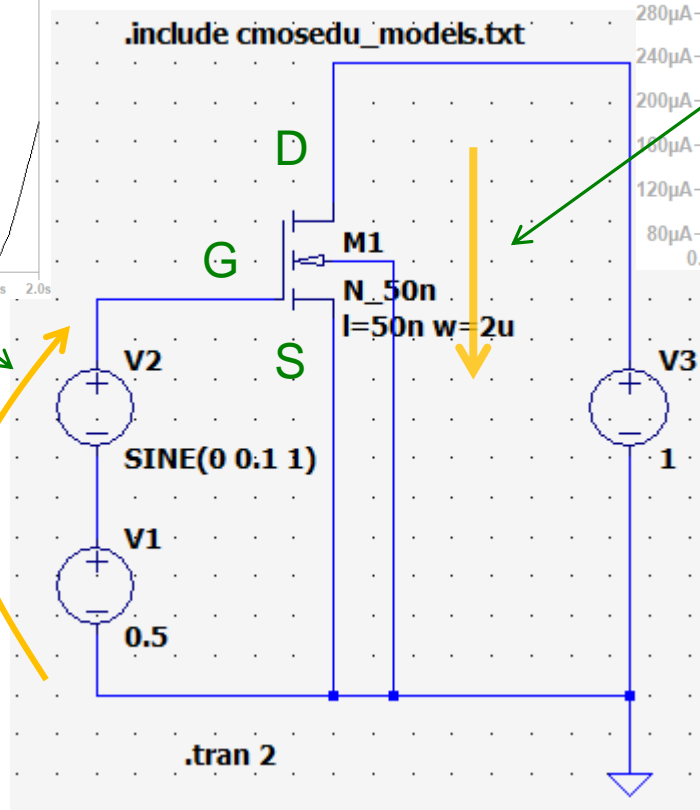 .include cmosedu_models.txt
280µA
240µA
200µA
160µA
120µA
80µA
0.
D
G
M1
N_50n
l=50n w=2u
S
s 2.0s
V2
SINE(0 0.1 1)
V3
1
V1
0.5
.tran 2